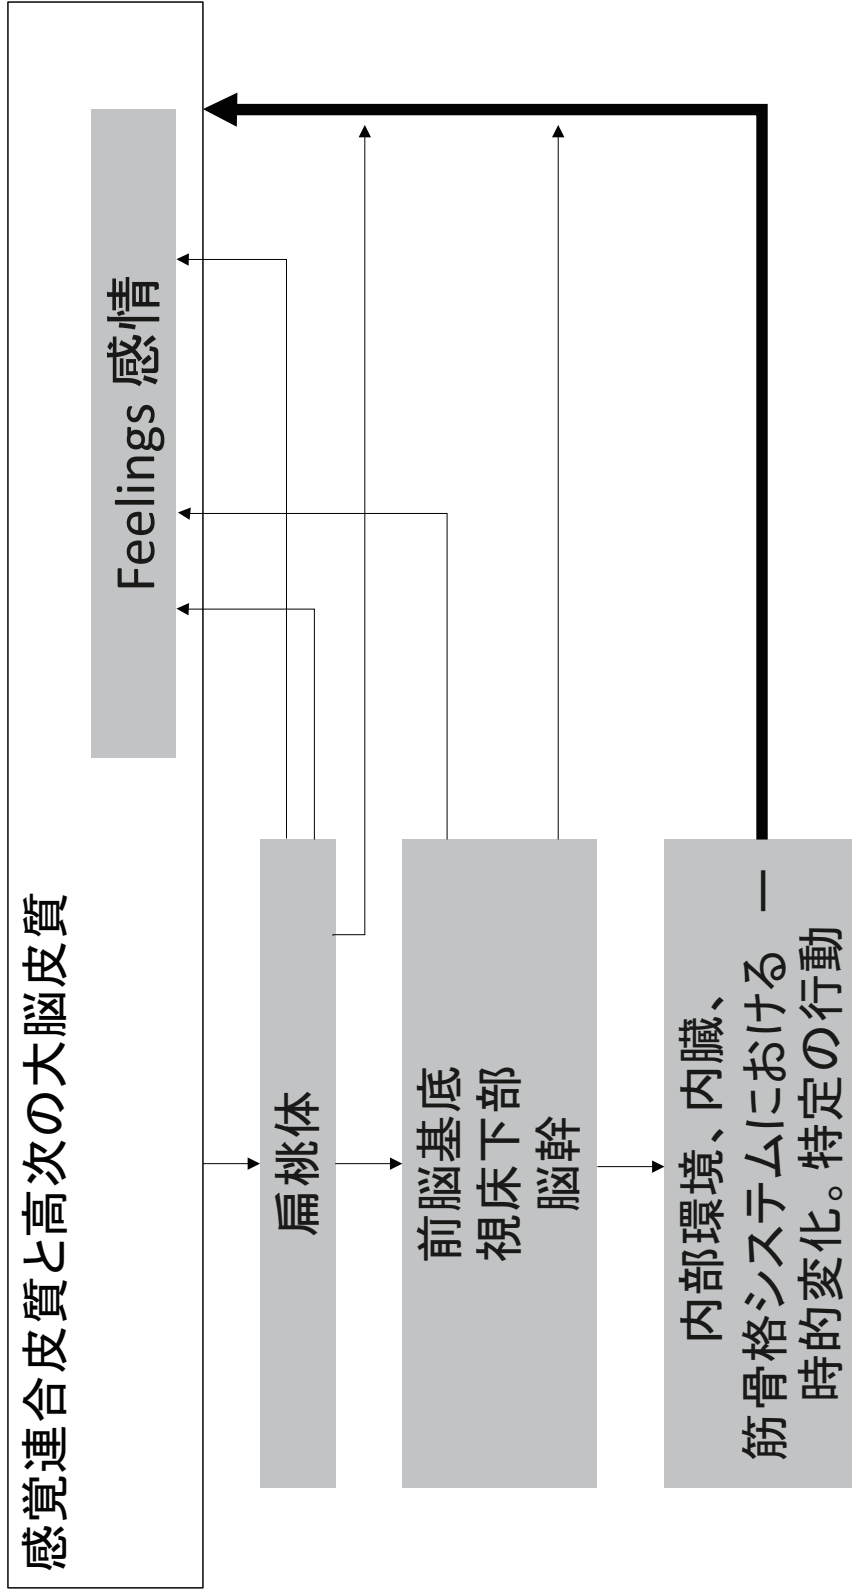 感覚連合皮質と高次の大脳皮質
Feelings 感情
扁桃体
前脳基底
視床下部
脳幹
内部環境、内臓、
筋骨格システムにおける 一
時的変化。特定の行動